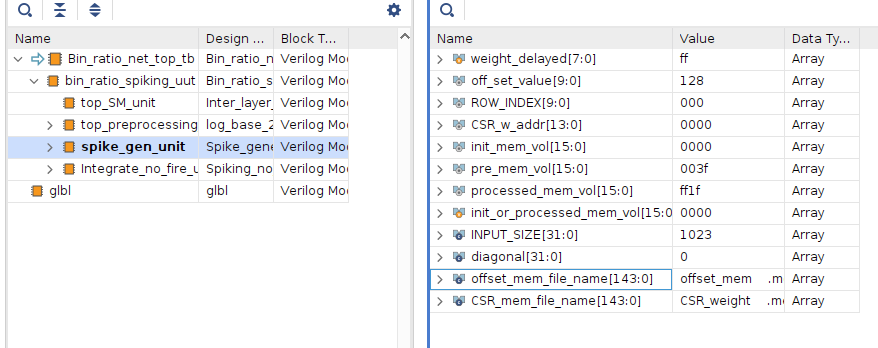 Name Design ... Block T...
Bin_ratio_net_top_tb Bin_ratio_n Verilog Mo
bin_ratio_spiking_uut Bin_ratio_s Verilog Mo
top_SM_unit Inter_layer_ Verilog Mo
top_preprocessing log_base_2 Verilog Mo
spike_gen_unit Spike_gene Verilog Mo
Integrate_no_fire_u Spiking_no Verilog Mo
glbl glbl Verilog Mo
Name Value Data Ty...
weight_delayed[7:0] ff Array
off_set_value[9:0] 128 Array
ROW_INDEX[9:0] 000 Array
CSR_w_addr[13:0] 0000 Array
init_mem_vol[15:0] 0000 Array
pre_mem_vol[15:0] 003f Array
processed_mem_vol[15:0] ff1f Array
init_or_processed_mem_vol[15:0 0000 Array
INPUT_SIZE[31:0] 1023 Array
diagonal[31:0] 0 Array
offset_mem_file_name[143:0] offset_mem .m Array
CSR_mem_file_name[143:0] CSR_weight .me Array